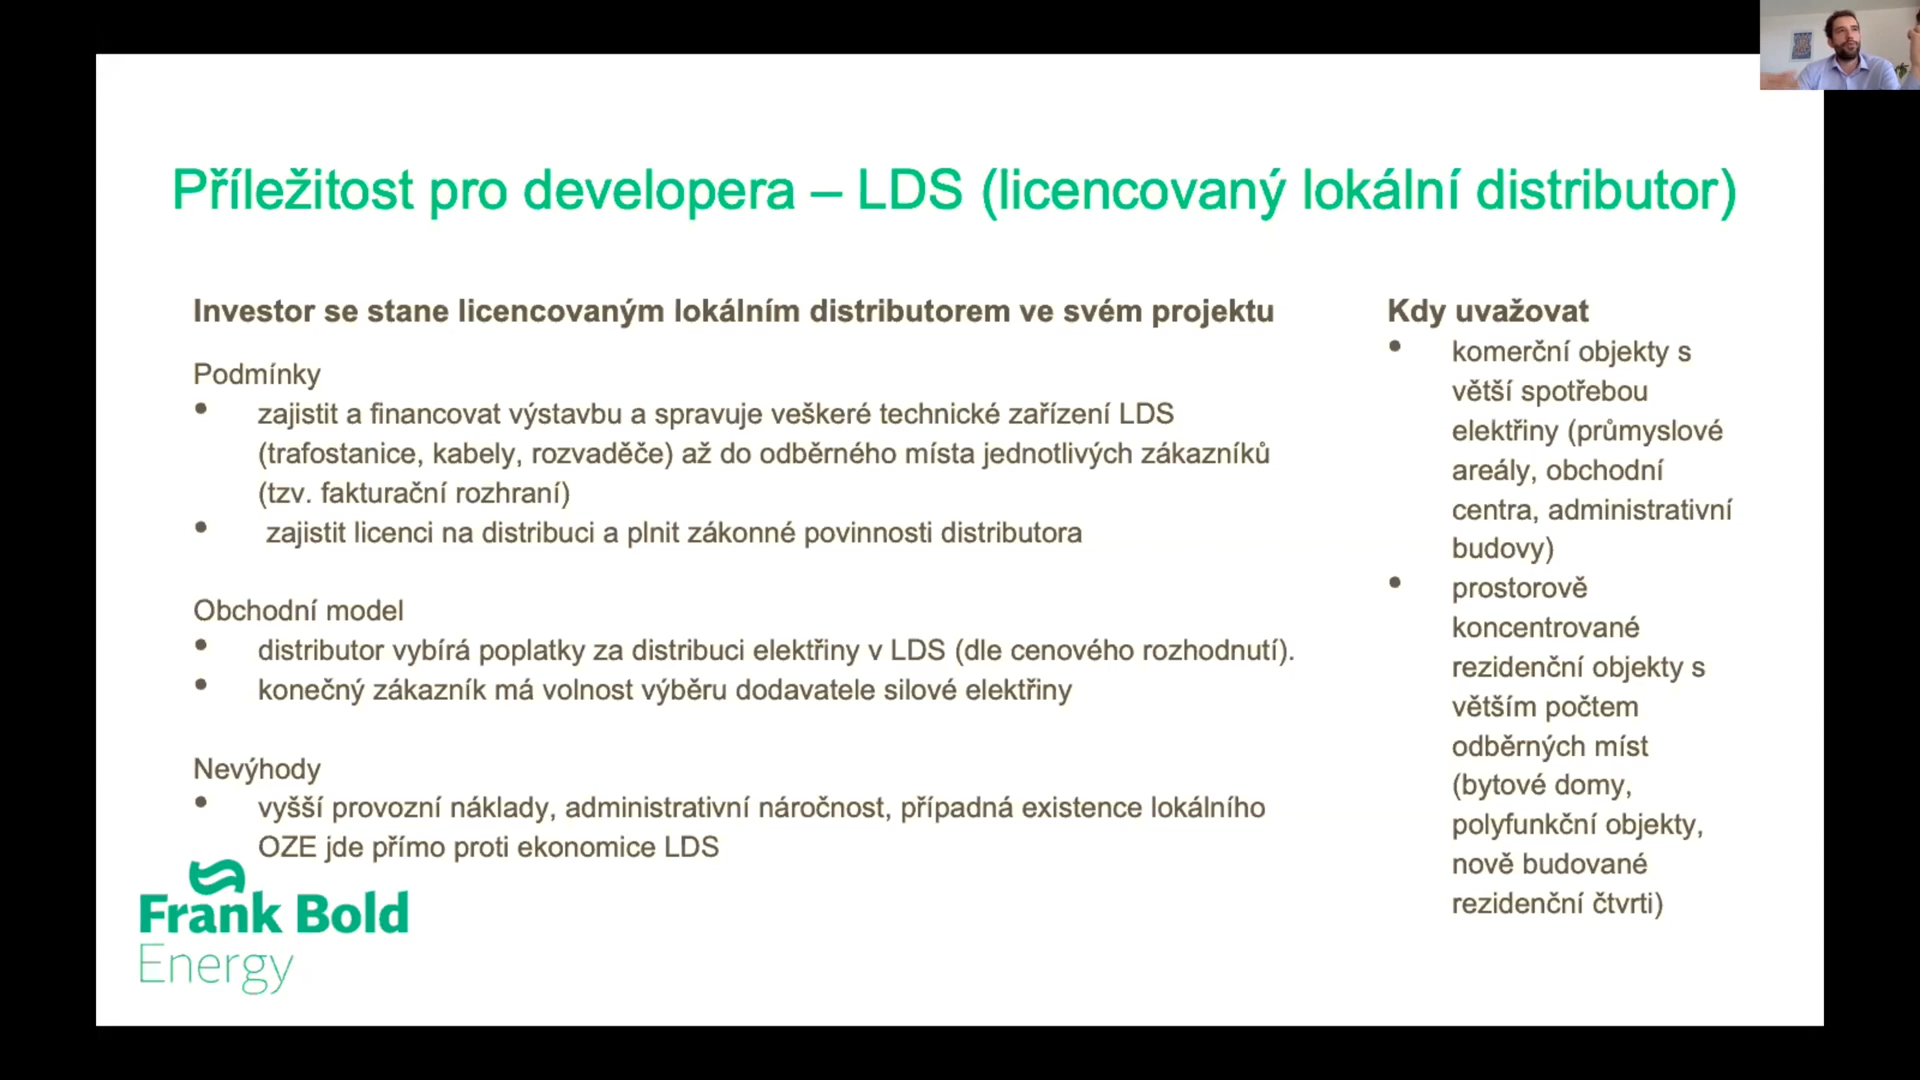 Příležitost pro developera – LDS (licencovaný lokální distributor)
Investor se stane licencovaným lokálním distributorem ve svém projektu
Podmínky
• zajistit a financovat výstavbu a spravuje veškeré technické zařízení LDS
(trafostanice, kabely, rozvaděče) až do odběrného místa jednotlivých zákazníků
(tzv. fakturační rozhraní)
• zajistit licenci na distribuci a plnit zákonné povinnosti distributora
Obchodní model
• distributor vybírá poplatky za distribuci elektřiny v LDS (dle cenového rozhodnutí).
• konečný zákazník má volnost výběru dodavatele silové elektřiny
Nevýhody
• vyšší provozní náklady, administrativní náročnost, případná existence lokálního
OZE jde přímo proti ekonomice LDS
Kdy uvažovat
• komerční objekty s
větší spotřebou
elektřiny (průmyslové
areály, obchodní
centra, administrativní
budovy)
• prostorově
koncentrované
rezidenční objekty s
větším počtem
odběrných míst
(bytové domy,
polyfunkční objekty,
nově budované
rezidenční čtvrti)
Frank Bold
Energy